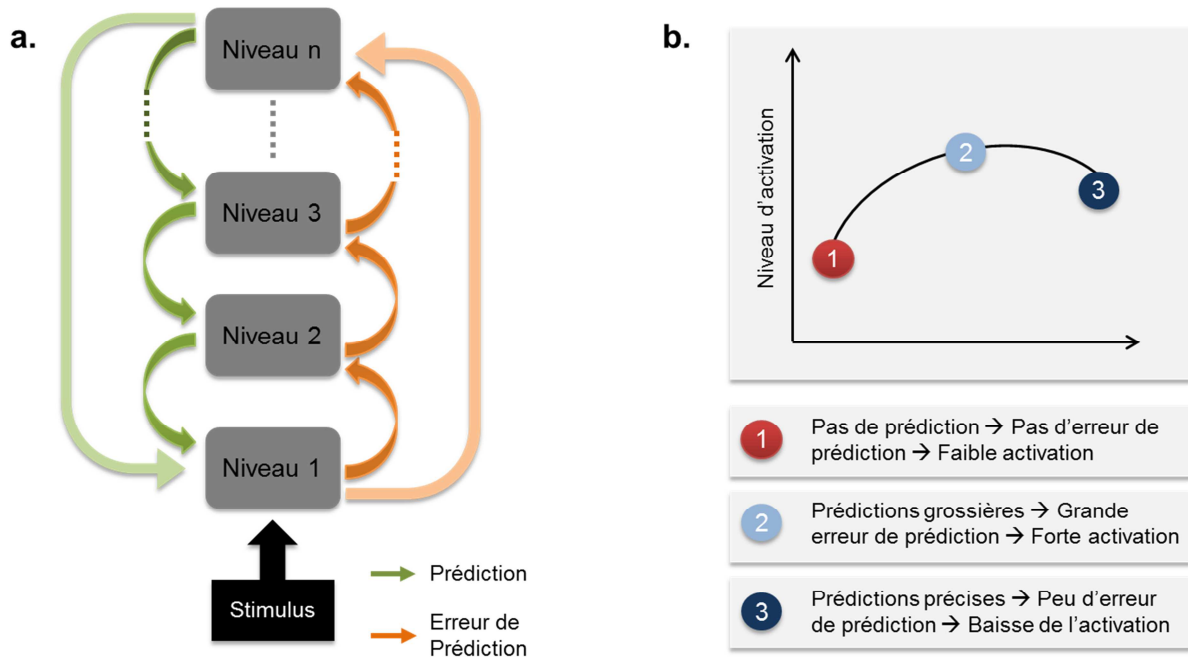 a.
Niveau n
Niveau 3
Niveau 2
Niveau 1
Stimulus
Prédiction
Erreur de
Prédiction
b.
Niveau d'activation
1
2
3
1
Pas de prédiction → Pas d'erreur de
prédiction → Faible activation
2
Prédictions grossières → Grande
erreur de prédiction → Forte activation
3
Prédictions précises → Peu d'erreur
de prédiction → Baisse de l'activation